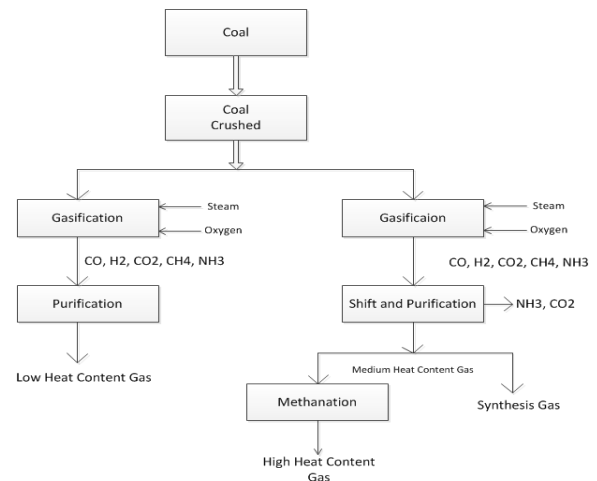 Coal
Coal
Crushed
Gasification
Steam
Oxygen
Gasificaion
Steam
Oxygen
CO, H2, CO2, CH4, NH3
CO, H2, CO2, CH4, NH3
Purification
Shift and Purification
NH3, CO2
Low Heat Content Gas
Medium Heat Content Gas
Methanation
Synthesis Gas
High Heat Content
Gas